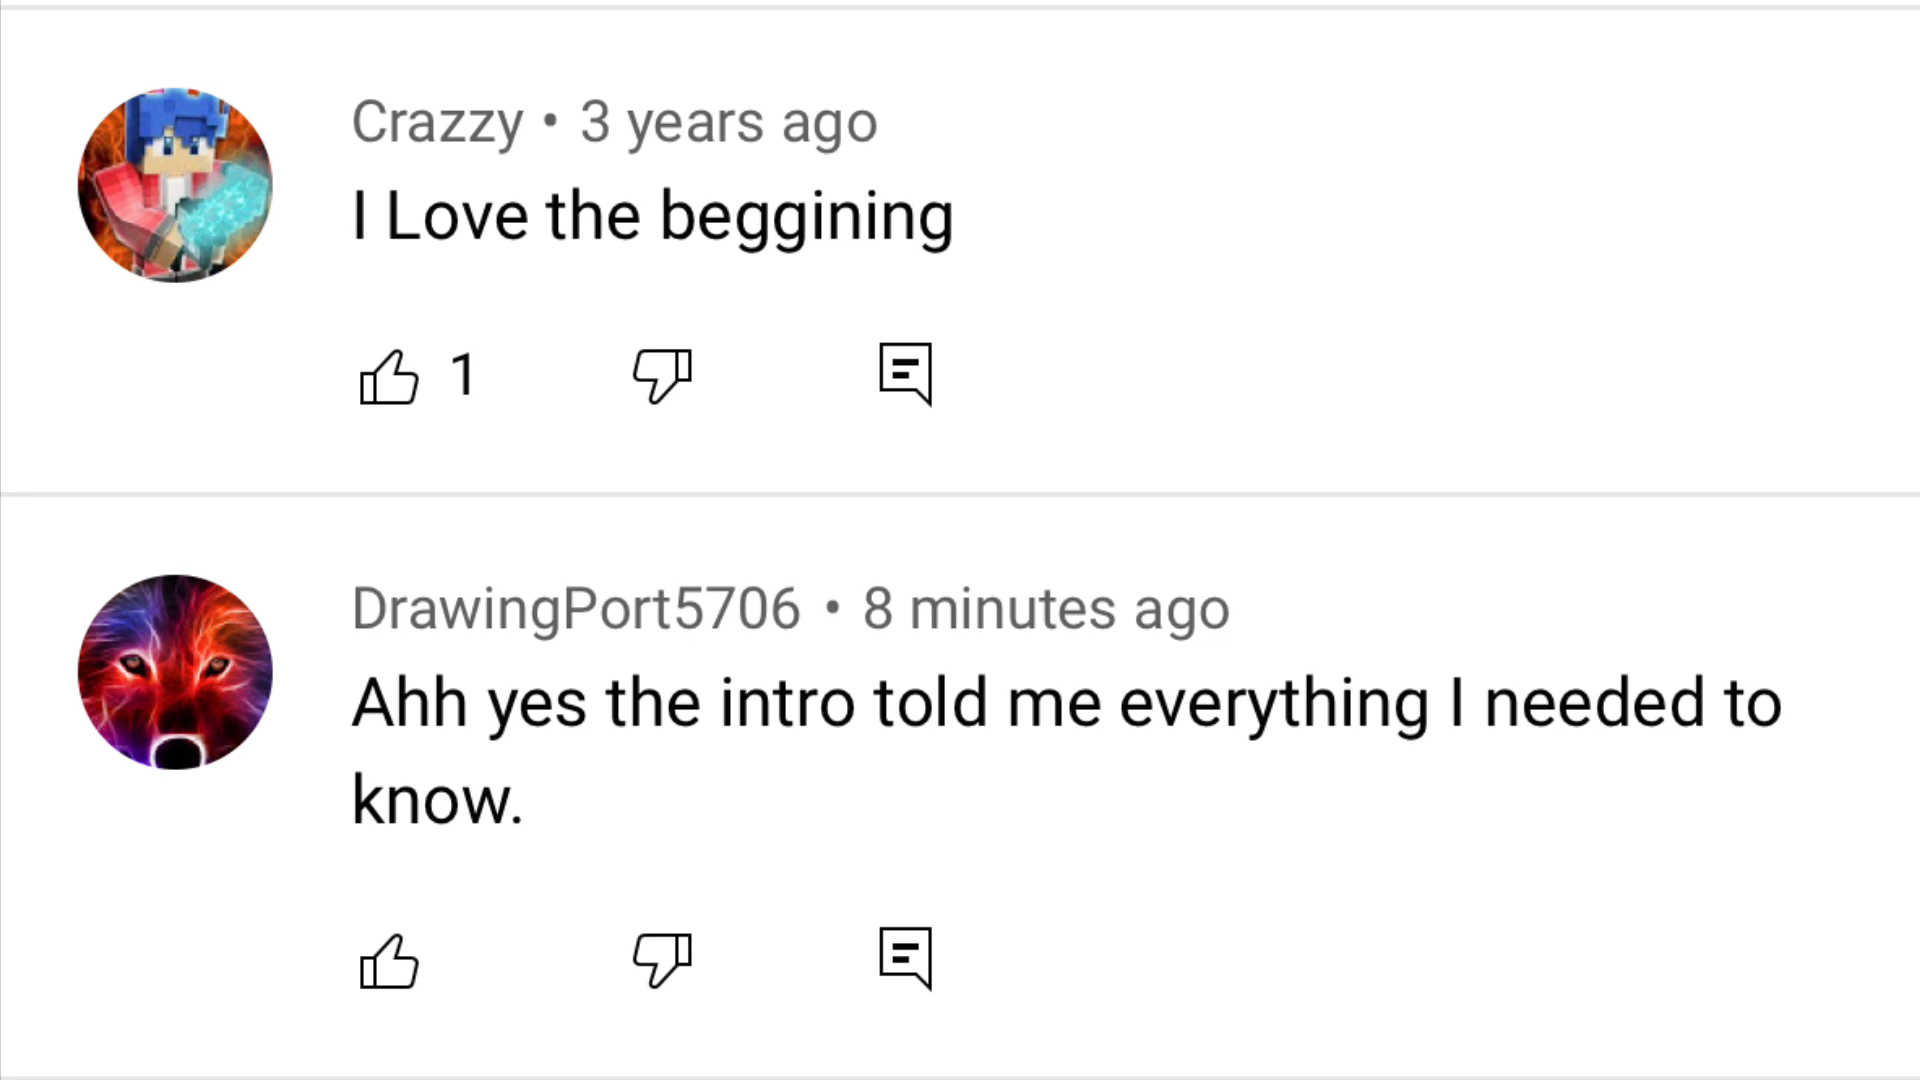 Crazzy • 3 years ago
I Love the beggining
1
DrawingPort5706 • 8 minutes ago
Ahh yes the intro told me everything I needed to
know.